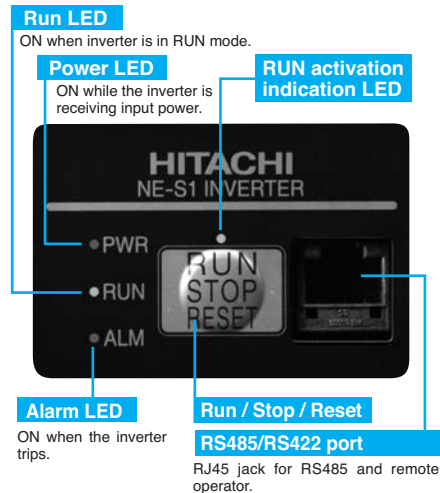 Run LED
ON when inverter is in RUN mode.
Power LED
ON while the inverter is
receiving input power.
RUN activation
indication LED
HITACHI
NE-S1 INVERTER
PWR
RUN
ALM
RUN
STOP
RESET
Alarm LED
ON when the inverter
trips.
Run / Stop / Reset
RS485/RS422 port
RJ45 jack for RS485 and remote
operator.